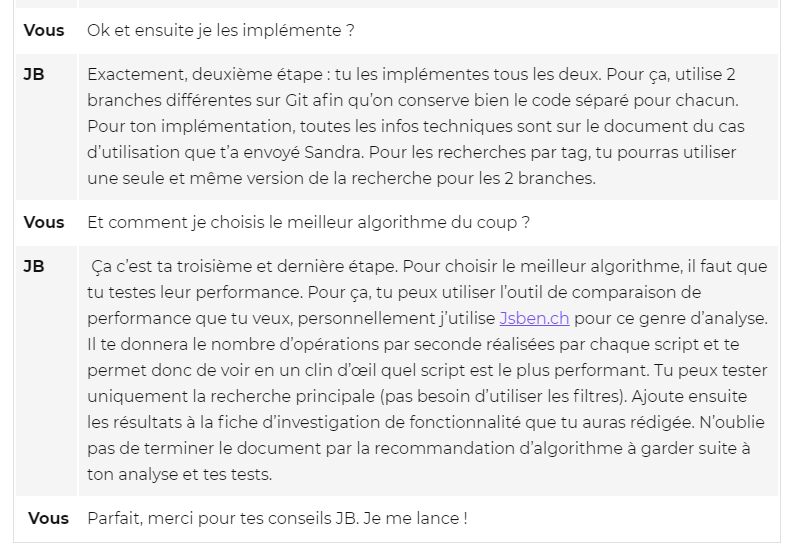 Vous Ok et ensuite je les implémente ?
JB Exactement, deuxième étape : tu les implémentes tous les deux. Pour ça, utilise 2
branches différentes sur Git afin qu'on conserve bien le code séparé pour chacun.
Pour ton implémentation, toutes les infos techniques sont sur le document du cas
d'utilisation que t'a envoyé Sandra. Pour les recherches par tag, tu pourras utiliser
une seule et même version de la recherche pour les 2 branches.
Vous Et comment je choisis le meilleur algorithme du coup ?
JB Ça c'est ta troisième et dernière étape. Pour choisir le meilleur algorithme, il faut que
tu testes leur performance. Pour ça, tu peux utiliser l'outil de comparaison de
performance que tu veux, personnellement j'utilise Jsben.ch pour ce genre d'analyse.
Il te donnera le nombre d'opérations par seconde réalisées par chaque script et te
permet donc de voir en un clin d'œil quel script est le plus performant. Tu peux tester
uniquement la recherche principale (pas besoin d'utiliser les filtres). Ajoute ensuite
les résultats à la fiche d'investigation de fonctionnalité que tu auras rédigée. N'oublie
pas de terminer le document par la recommandation d'algorithme à garder suite à
ton analyse et tes tests.
Vous Parfait, merci pour tes conseils JB. Je me lance !